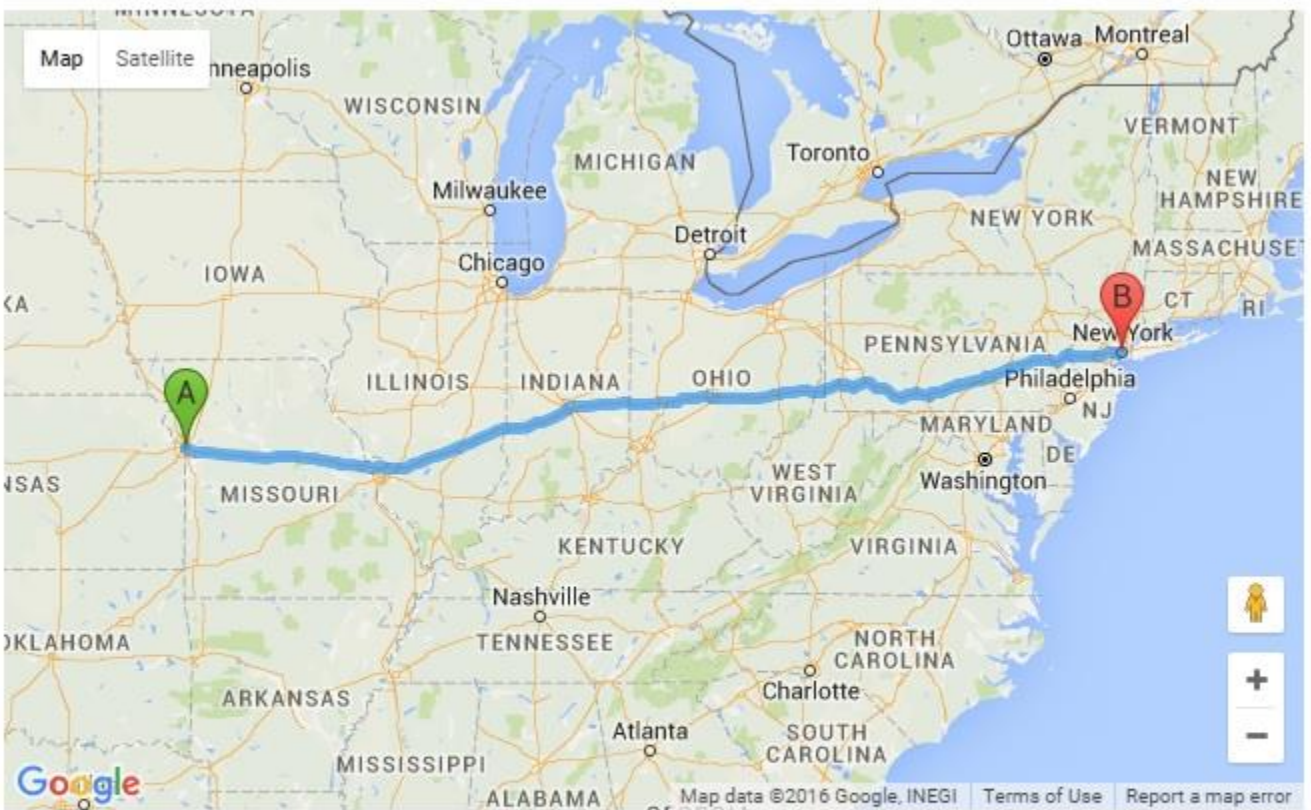 MINNESOTA
Map Satellite
nneapolis
Ottawa
Montreal
WISCONSIN
VERMONT
MICHIGAN
Toronto
NEW
HAMPSHIRE
Milwaukee
NEW YORK
Detroit
MASSACHUSE
Chicago
IOWA
KA
B
CT
RI
New York
PENNSYLVANIA
ILLINOIS
INDIANA
OHIO
Philadelphia
A
NJ
MARYLAND
DE
NSAS
MISSOURI
WEST
VIRGINIA
Washington
KENTUCKY
VIRGINIA
Nashville
OKLAHOMA
TENNESSEE
NORTH
CAROLINA
ARKANSAS
Charlotte
Atlanta
SOUTH
CAROLINA
+
−
MISSISSIPPI
Google
ALABAMA
Map data ©2016 Google, INEGI Terms of Use Report a map error